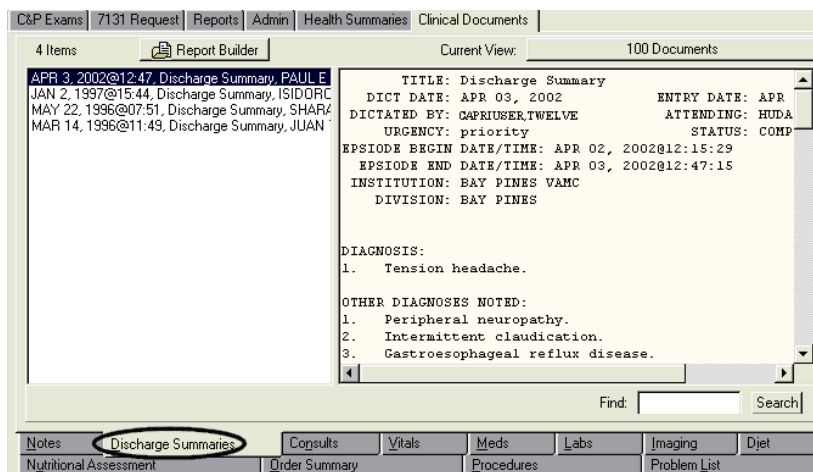 C&P Exams 7131 Request Reports Admin Health Summaries Clinical Documents
4 Items Report Builder Current View: 100 Documents
APR 3, 2002@12:47, Discharge Summary, PAUL E
JAN 2, 1997@15:44, Discharge Summary, ISIDORC
MAY 22, 1996@07:51, Discharge Summary, SHARA
MAR 14, 1996@11:49, Discharge Summary, JUAN
TITLE: Discharge Summary
DICT DATE: APR 03, 2002 ENTRY DATE: APR
DICTATED BY: CAPRIUSER,TWELVE ATTENDING: HUDA
URGENCY: priority STATUS: COMP
EPSIODE BEGIN DATE/TIME: APR 02, 2002@12:15:29
EPSIODE END DATE/TIME: APR 03, 2002@12:47:15
INSTITUTION: BAY PINES VAMC
DIVISION: BAY PINES
DIAGNOSIS:
1. Tension headache.
OTHER DIAGNOSES NOTED:
1. Peripheral neuropathy.
2. Intermittent claudication.
3. Gastroesophageal reflux disease.
Find: Search
Notes Discharge Summaries Consults Vitals Meds Labs Imaging Diet
Nutritional Assessment Order Summary Procedures Problem List